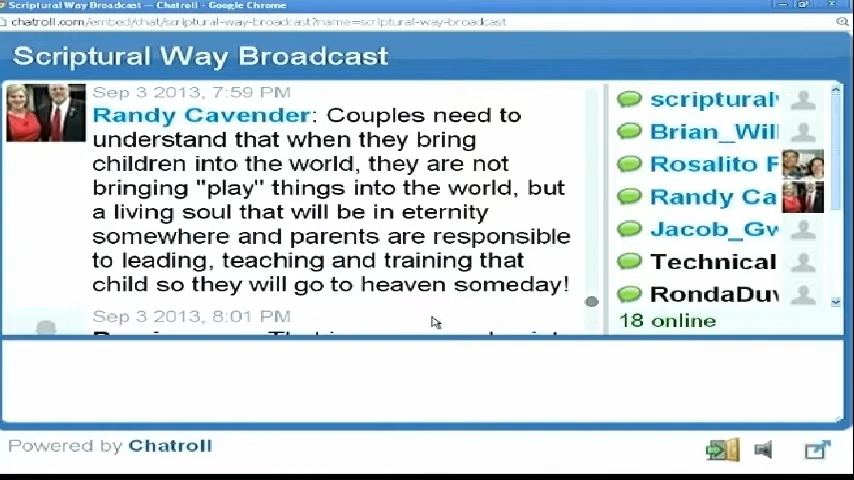 Scriptural Way Broadcast — Chatroll - Google Chrome
chatroll.com/embed/chat/scriptural-way-broadcast?name=scriptural-way-broadcast
Scriptural Way Broadcast
Sep 3 2013, 7:59 PM
Randy Cavender: Couples need to
understand that when they bring
children into the world, they are not
bringing "play" things into the world, but
a living soul that will be in eternity
somewhere and parents are responsible
to leading, teaching and training that
child so they will go to heaven someday!
Sep 3 2013, 8:01 PM
scriptural
Brian_Wil
Rosalito F
Randy Ca
Jacob_Gw
Technical
RondaDuv
18 online
Powered by Chatroll